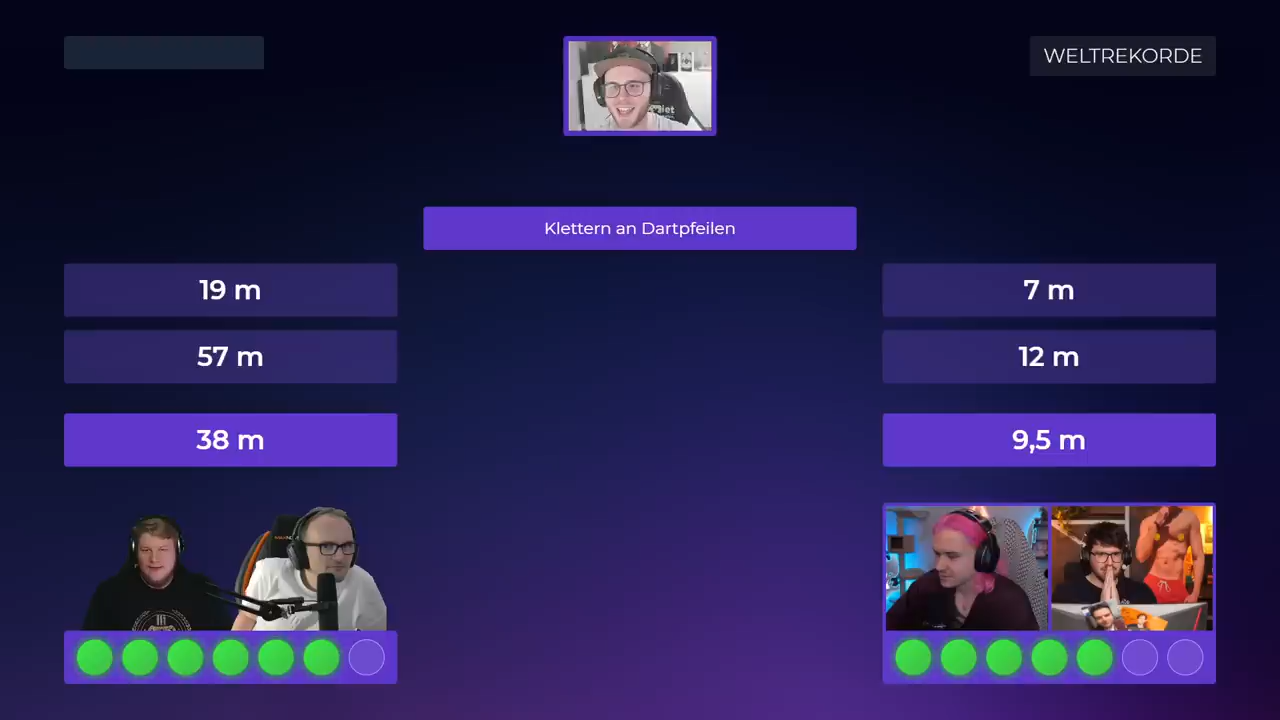 WELTREKORDE
Klettern an Dartpfeilen
19 m
7 m
57 m
12 m
38 m
9,5 m